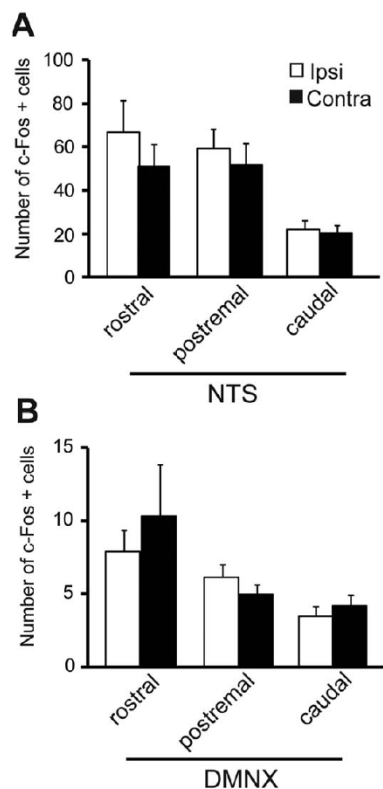 A
Number of c-Fos + cells
100
80
60
40
20
0
Ipsi
Contra
rostral
postremal
caudal
NTS
B
Number of c-Fos + cells
15
10
5
0
rostral
postremal
caudal
DMNX